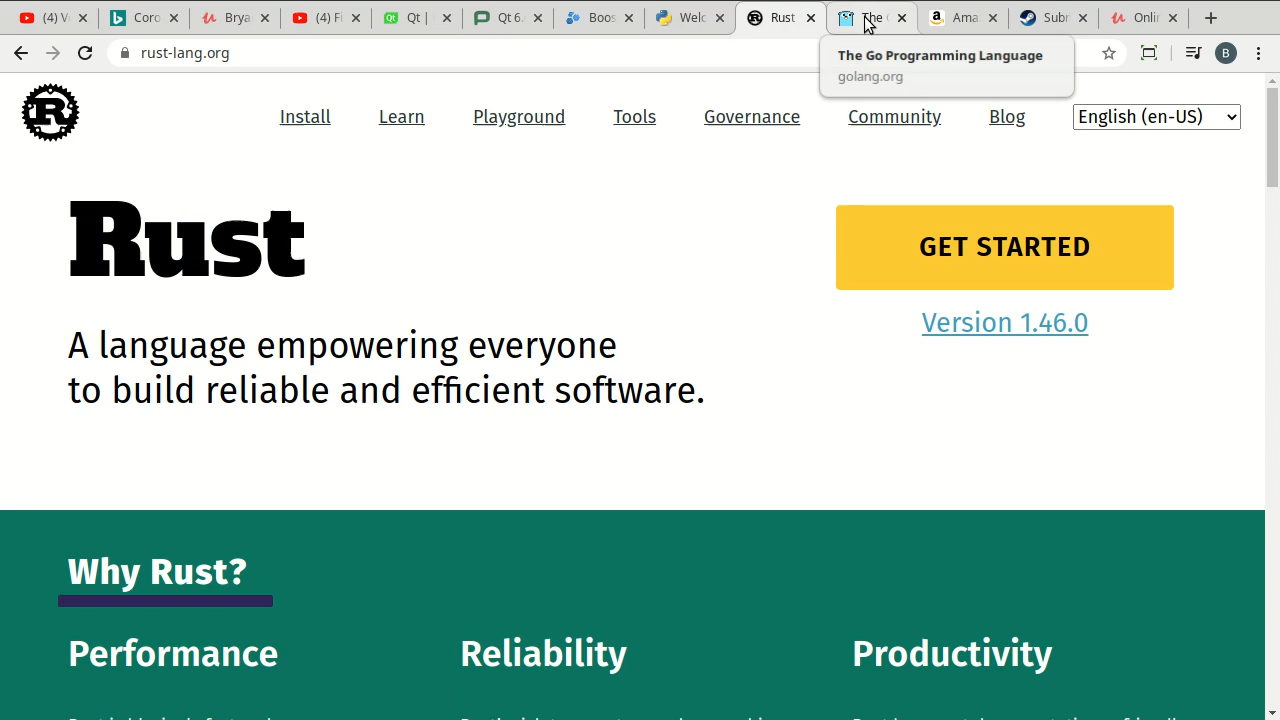 (4) V
Coro
Brya
(4) Fi
Qt |
Qt 6.
Boos
Welc
Rust
The
Ama
Subr
Onli
rust-lang.org
B
The Go Programming Language
golang.org
Install
Learn
Playground
Tools
Governance
Community
Blog
English (en-US)
Rust
GET STARTED
Version 1.46.0
A language empowering everyone
to build reliable and efficient software.
Why Rust?
Performance
Reliability
Productivity